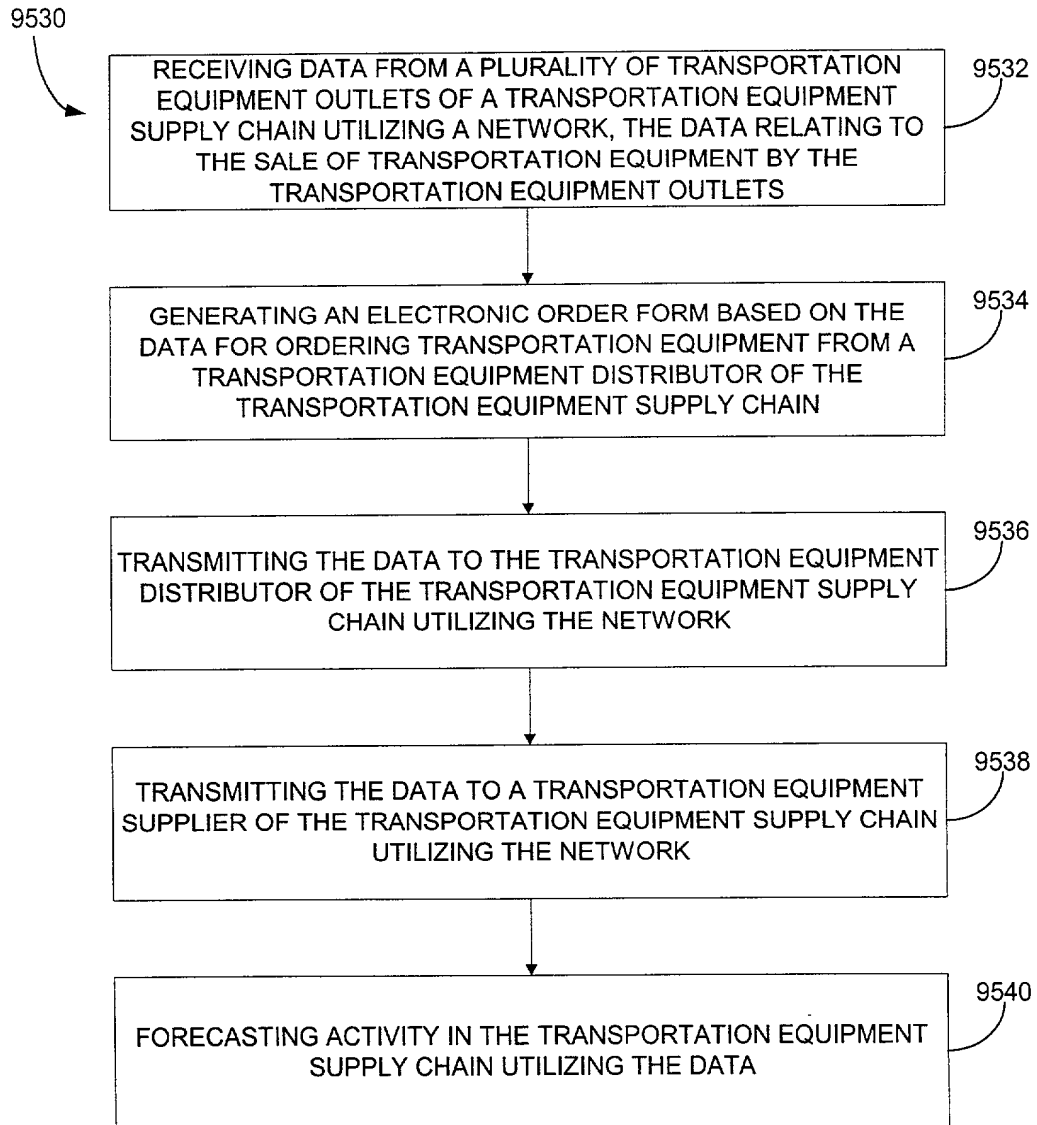 9530
RECEIVING DATA FROM A PLURALITY OF TRANSPORTATION
EQUIPMENT OUTLETS OF A TRANSPORTATION EQUIPMENT
SUPPLY CHAIN UTILIZING A NETWORK, THE DATA RELATING TO
THE SALE OF TRANSPORTATION EQUIPMENT BY THE
TRANSPORTATION EQUIPMENT OUTLETS
9532
GENERATING AN ELECTRONIC ORDER FORM BASED ON THE
DATA FOR ORDERING TRANSPORTATION EQUIPMENT FROM A
TRANSPORTATION EQUIPMENT DISTRIBUTOR OF THE
TRANSPORTATION EQUIPMENT SUPPLY CHAIN
9534
TRANSMITTING THE DATA TO THE TRANSPORTATION EQUIPMENT
DISTRIBUTOR OF THE TRANSPORTATION EQUIPMENT SUPPLY
CHAIN UTILIZING THE NETWORK
9536
TRANSMITTING THE DATA TO A TRANSPORTATION EQUIPMENT
SUPPLIER OF THE TRANSPORTATION EQUIPMENT SUPPLY CHAIN
UTILIZING THE NETWORK
9538
FORECASTING ACTIVITY IN THE TRANSPORTATION EQUIPMENT
SUPPLY CHAIN UTILIZING THE DATA
9540